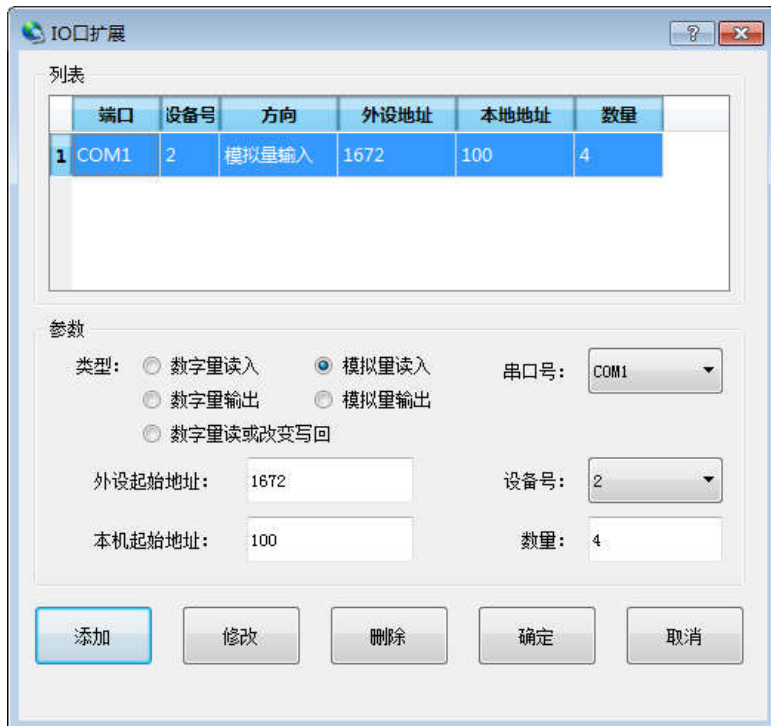 IO口扩展
列表
端口 设备号 方向 外设地址 本地地址 数量
1 COM1 2 模拟量输入 1672 100 4
参数
类型: 数字量读入 模拟量读入 串口号: COM1
数字量输出 模拟量输出
数字量读或改变写回
外设起始地址: 1672 设备号: 2
本机起始地址: 100 数量: 4
添加 修改 删除 确定 取消